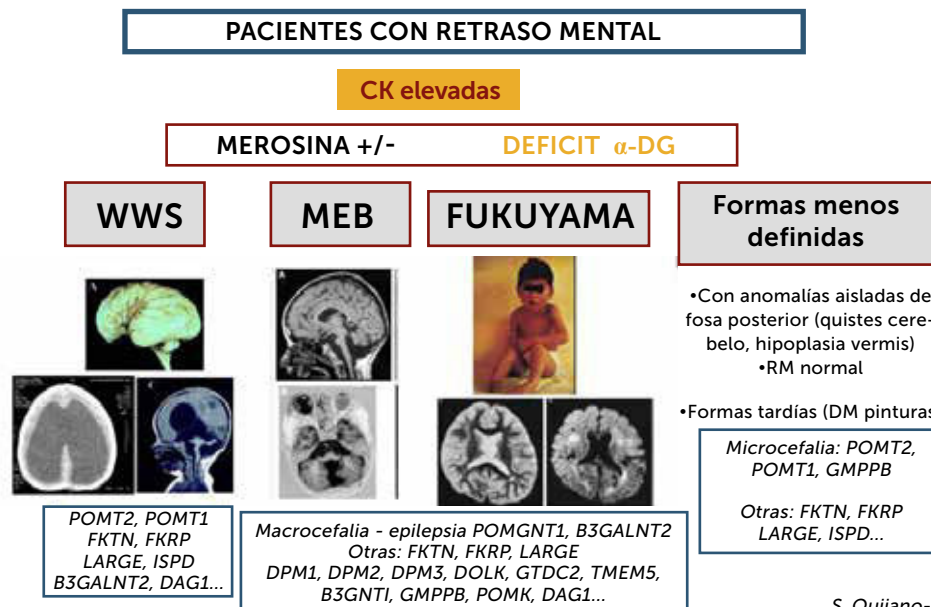 PACIENTES CON RETRASO MENTAL
CK elevadas
MEROSINA +/- DEFICIT α-DG
WWS
MEB
FUKUYAMA
Formas menos
definidas
•Con anomalías aisladas de
fosa posterior (quistes cere-
belo, hipoplasia vermis)
•RM normal
•Formas tardías (DM pinturas
POMT2, POMT1
FKTN, FKRP
LARGE, ISPD
B3GALNT2, DAG1...
Macrocefalia - epilepsia POMGNT1, B3GALNT2
Otras: FKTN, FKRP, LARGE
DPM1, DPM2, DPM3, DOLK, GTDC2, TMEM5,
B3GNTI, GMPPB, POMK, DAG1...
Microcefalia: POMT2,
POMT1, GMPPB
Otras: FKTN, FKRP
LARGE, ISPD...